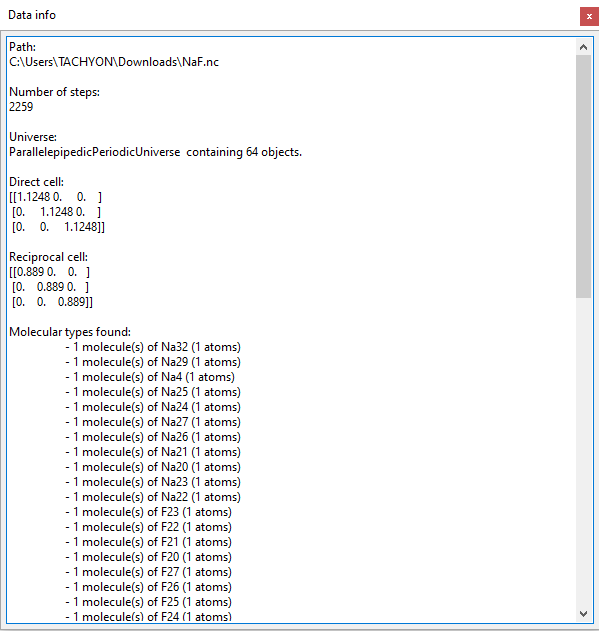 Data info
x
Path:
C:\Users\TACHYON\Downloads\NaF.nc
Number of steps:
2259
Universe:
ParallelepipedicPeriodicUniverse  containing 64 objects.
Direct cell:
[[1.1248 0.     0.    ]
 [0.     1.1248 0.    ]
 [0.     0.     1.1248]]
Reciprocal cell:
[[0.889 0.    0.   ]
 [0.    0.889 0.   ]
 [0.    0.    0.889]]
Molecular types found:
- 1 molecule(s) of Na32 (1 atoms)
- 1 molecule(s) of Na29 (1 atoms)
- 1 molecule(s) of Na4 (1 atoms)
- 1 molecule(s) of Na25 (1 atoms)
- 1 molecule(s) of Na24 (1 atoms)
- 1 molecule(s) of Na27 (1 atoms)
- 1 molecule(s) of Na26 (1 atoms)
- 1 molecule(s) of Na21 (1 atoms)
- 1 molecule(s) of Na20 (1 atoms)
- 1 molecule(s) of Na23 (1 atoms)
- 1 molecule(s) of Na22 (1 atoms)
- 1 molecule(s) of F23 (1 atoms)
- 1 molecule(s) of F22 (1 atoms)
- 1 molecule(s) of F21 (1 atoms)
- 1 molecule(s) of F20 (1 atoms)
- 1 molecule(s) of F27 (1 atoms)
- 1 molecule(s) of F26 (1 atoms)
- 1 molecule(s) of F25 (1 atoms)
- 1 molecule(s) of F24 (1 atoms)